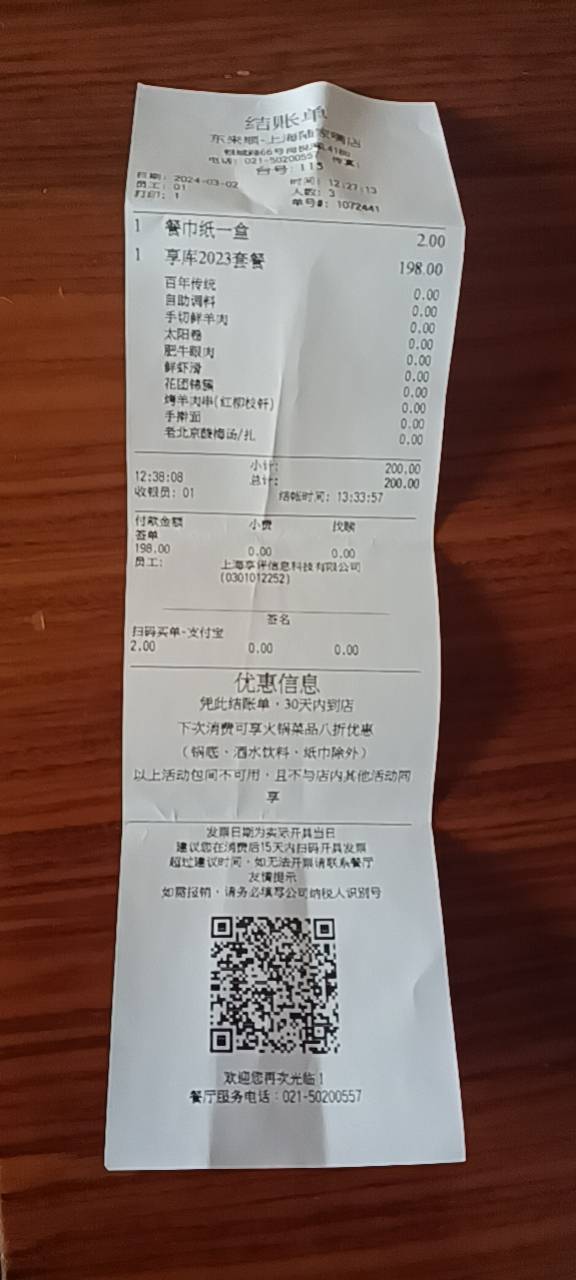 结账单
东来顺-上海陆家嘴店
电话: 021-50200557 传真:
台号: 115
日期: 2024-03-02 时间: 12:27:13
员工: 01 人数: 3
打印: 1 单号#: 1072441
1 餐巾纸一盒 2.00
1 享库2023套餐 198.00
百年传统 0.00
自助调料 0.00
手切鲜羊肉 0.00
太阳卷 0.00
肥牛眼肉 0.00
鲜虾滑 0.00
花团锦簇 0.00
烤羊肉串(红柳枝钎) 0.00
手擀面 0.00
老北京酸梅汤/扎 0.00
小计: 200.00
12:38:08 总计: 200.00
收银员: 01 结帐时间: 13:33:57
付款金额 小费 找赎
签单
198.00 0.00 0.00
员工: 上海享评信息科技有限公司
(0301012252)
签名
扫码买单-支付宝
2.00 0.00 0.00
优惠信息
凭此结账单，30天内到店
下次消费可享火锅菜品八折优惠
（锅底、酒水饮料、纸巾除外）
以上活动包间不可用，且不与店内其他活动同
享
发票日期为实际开具当日
建议您在消费后15天内扫码开具发票
超过建议时间，如无法开票请联系餐厅
友情提示
如需报销，请务必填写公司纳税人识别号
欢迎您再次光临！
餐厅服务电话：021-50200557